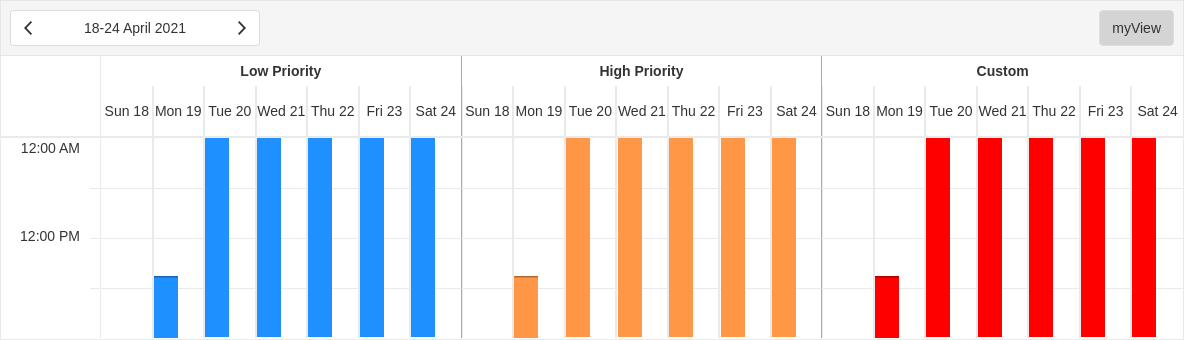 18-24 April 2021 myView
Low Priority High Priority Custom
Sun 18 Mon 19 Tue 20 Wed 21 Thu 22 Fri 23 Sat 24 Sun 18 Mon 19 Tue 20 Wed 21 Thu 22 Fri 23 Sat 24 Sun 18 Mon 19 Tue 20 Wed 21 Thu 22 Fri 23 Sat 24
12:00 AM
12:00 PM